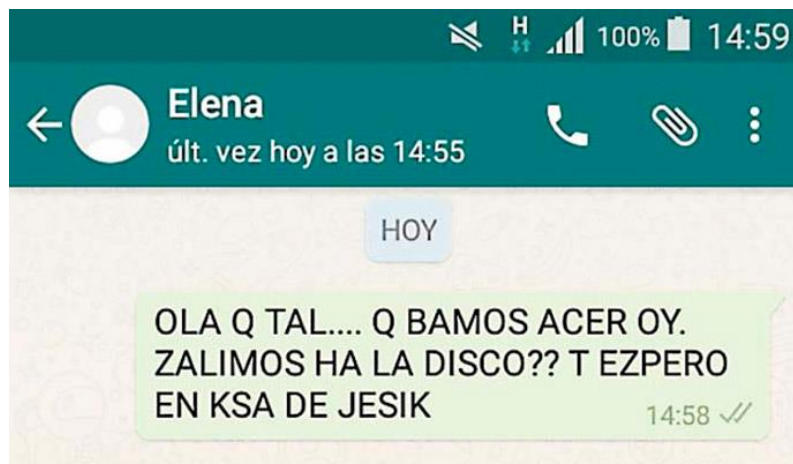 H 100% 14:59
Elena
últ. vez hoy a las 14:55
HOY
OLA Q TAL.... Q BAMOS ACER OY.
ZALIMOS HA LA DISCO?? T EZPERO
EN KSA DE JESIK
14:58